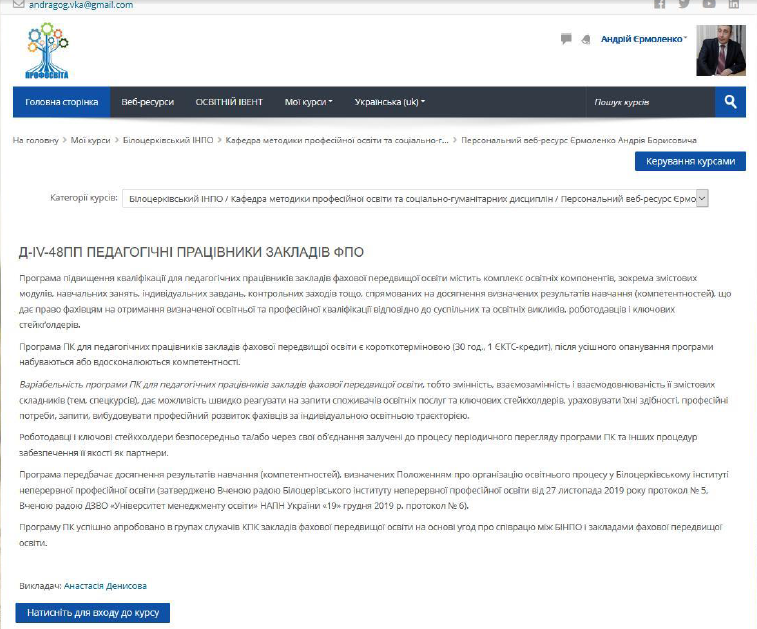 andragog.vka@gmail.com
ПРОФОСВІТА
Андрій Єрмоленко
Головна сторінка Веб-ресурси ОСВІТНІЙ ІВЕНТ Мої курси Українська (uk) Пошук курсів
На головну > Мої курси > Білоцерківський ІНПО > Кафедра методики професійної освіти та соціально-г... > Персональний веб-ресурс Єрмоленко Андрія Борисовича
Керування курсами
Категорії курсів: Білоцерківський ІНПО / Кафедра методики професійної освіти та соціально-гуманітарних дисциплін / Персональний веб-ресурс Єрмо
Д-IV-48ПП ПЕДАГОГІЧНІ ПРАЦІВНИКИ ЗАКЛАДІВ ФПО
Програма підвищення кваліфікації для педагогічних працівників закладів фахової передвищої освіти містить комплекс освітніх компонентів, зокрема змістових
модулів, навчальних занять, індивідуальних завдань, контрольних заходів тощо, спрямованих на досягнення визначених результатів навчання (компетентностей), що
дає право фахівцям на отримання визначеної освітньої та професійної кваліфікації відповідно до суспільних та освітніх викликів, роботодавців і ключових
стейкголдерів.
Програма ПК для педагогічних працівників закладів фахової передвищої освіти є короткотерміновою (30 год., 1 ЄКТС-кредит), після успішного опанування програми
набуваються або вдосконалюються компетентності.
Варіабельність програми ПК для педагогічних працівників закладів фахової передвищої освіти, тобто змінність, взаємозамінність і взаємодовнюваність її змістових
складників (тем, спецкурсів), дає можливість швидко реагувати на запити споживачів освітніх послуг та ключових стейкхолдерів, ураховувати їхні здібності, професійні
потреби, запити, вибудовувати професійний розвиток фахівців за індивідуальною освітньою траєкторією.
Роботодавці і ключові стейкхолдери безпосередньо та/або через свої об'єднання залучені до процесу періодичного перегляду програми ПК та інших процедур
забезпечення її якості як партнери.
Програма передбачає досягнення результатів навчання (компетентностей), визначених Положенням про організацію освітнього процесу у Білоцерківському інституті
неперервної професійної освіти (затверджено Вченою радою Білоцерівського інституту неперервної професійної освіти від 27 листопада 2019 року протокол № 5,
Вченою радою ДЗВО «Університет менеджменту освіти» НАПН України «19» грудня 2019 р, протокол № 6).
Програму ПК успішно апробовано в групах слухачів КПК закладів фахової передвищої освіти на основі угод про співрацю між БІНПО і закладами фахової передвищої
освіти.
Викладач: Анастасія Денисова
Натисніть для входу до курсу